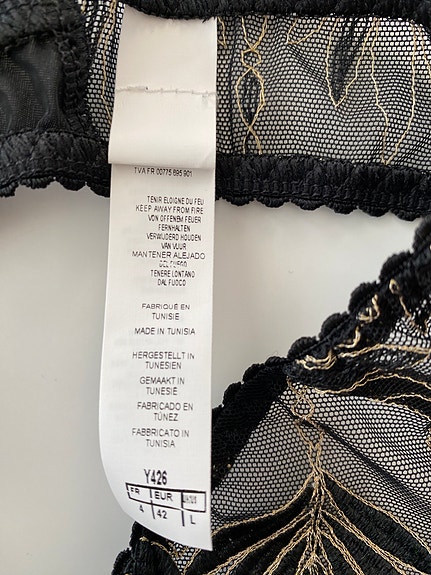 TVA FR 00775 695 901
TENIR ELOIGNE DU FEU
KEEP AWAY FROM FIRE
VON OFFENEM FEUER
FERNHALTEN
VERWIJDERD HOUDEN
VAN VUUR
MANTENER ALEJADO
DEL FUEGO
TENERE LONTANO
DAL FUOCO
FABRIQUÉ EN
TUNISIE
MADE IN TUNISIA
HERGESTELLT IN
TUNESIEN
GEMAAKT IN
TUNESIË
FABRICADO EN
TÚNEZ
FABBRICATO IN
TUNISIA
Y426
FR EUR
4 42 L